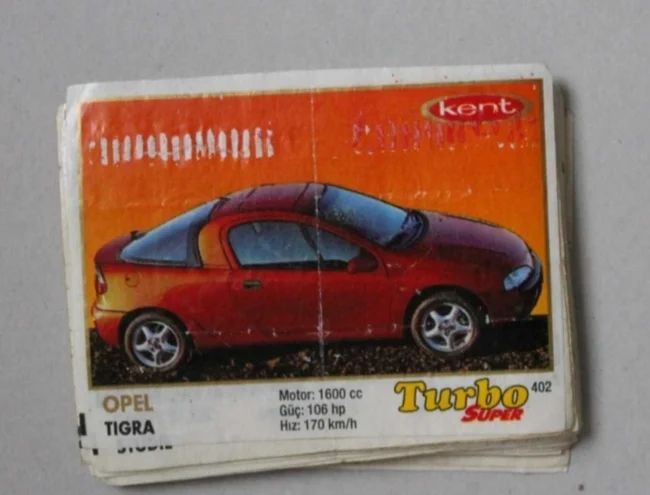 kent
OPEL
TIGRA
Motor: 1600 cc
Güç: 106 hp
Hız: 170 km/h
Turbo
SUPER
402